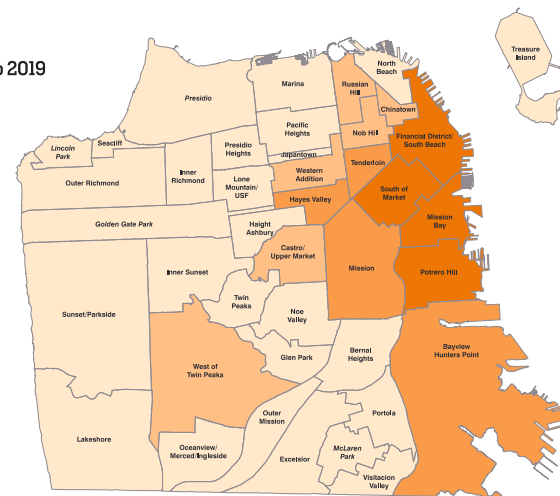 o 2019
Treasure
Island
North
Beach
Marina
Russian
Hill
Presidio
Chinatown
Pacific
Heights
Nob Hill
Financial District/
South Beach
Lincoln
Park
Seacliff
Presidio
Heights
Japantown
Tenderloin
Outer Richmond
Inner
Richmond
Lone
Mountain/
USF
Western
Addition
South of
Market
Hayes Valley
Golden Gate Park
Haight
Ashbury
Mission
Bay
Castro/
Upper Market
Inner Sunset
Mission
Potrero Hill
Twin
Peaks
Noe
Valley
Sunset/Parkside
Bayview
Hunters Point
Glen Park
Bernal
Heights
West of
Twin Peaks
Outer
Mission
Portola
Lakeshore
Oceanview/
Merced/Ingleside
Excelsior
McLaren
Park
Visitacion
Valley